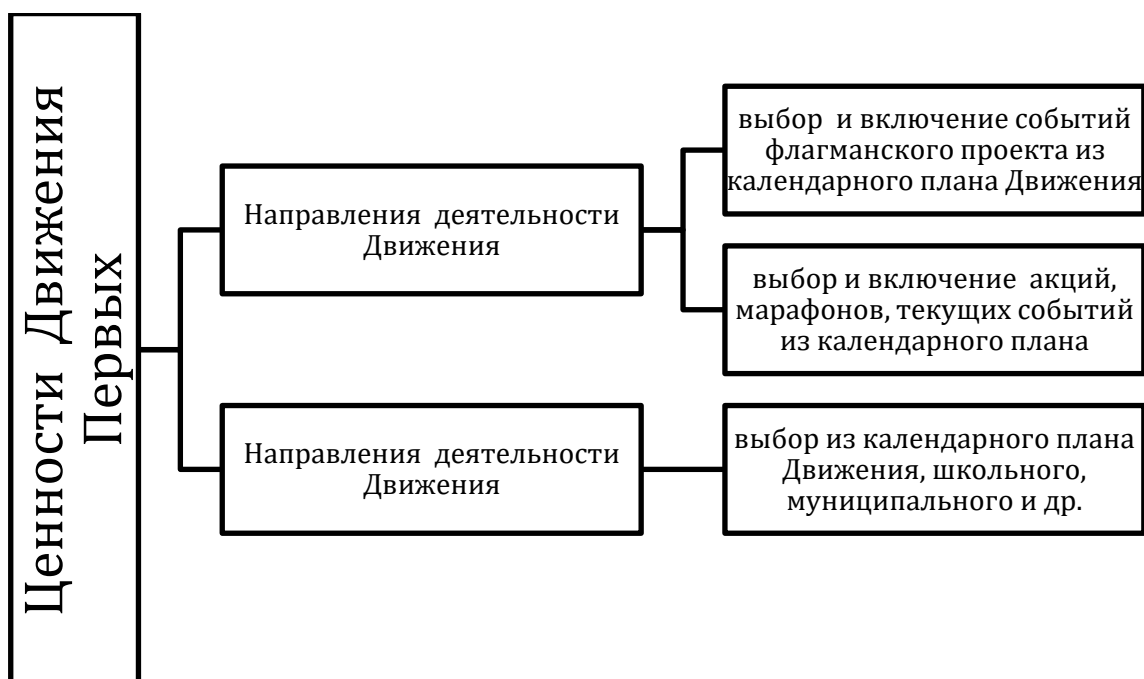 Ценности Движения
Первых
Направления деятельности
Движения
выбор и включение событий
флагманского проекта из
календарного плана Движения
выбор и включение акций,
марафонов, текущих событий
из календарного плана
Направления деятельности
Движения
выбор из календарного плана
Движения, школьного,
муниципального и др.